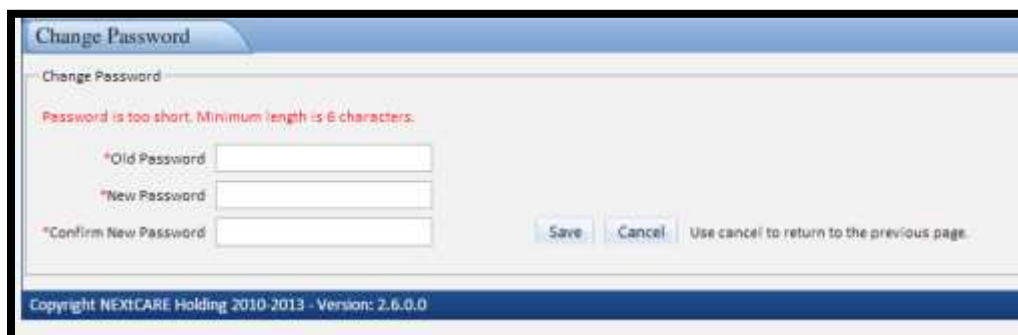 Change Password
Change Password
Password is too short. Minimum length is 6 characters.
*Old Password
*New Password
*Confirm New Password Save Cancel Use cancel to return to the previous page.
Copyright NEXtCARE Holding 2010-2013 - Version: 2.6.0.0